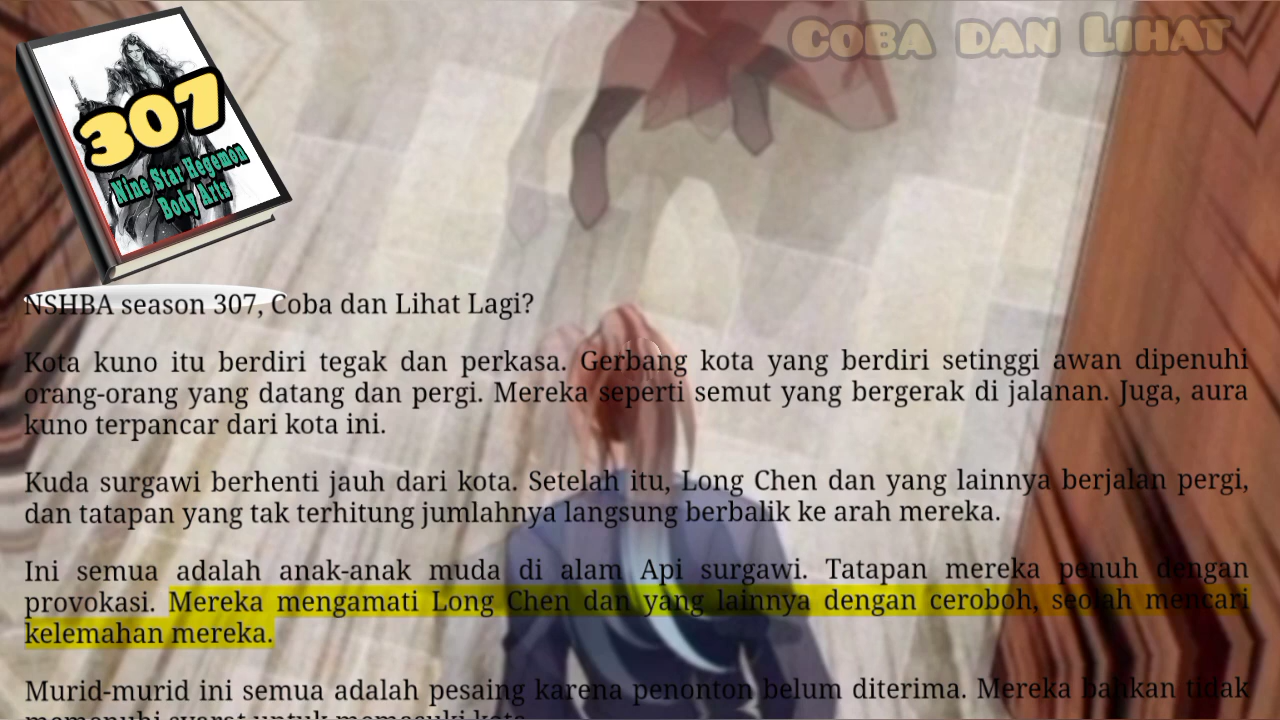 Coba dan Lihat
307
Nine Star Hegemon
Body Arts
NSHBA season 307, Coba dan Lihat Lagi?
Kota kuno itu berdiri tegak dan perkasa. Gerbang kota yang berdiri setinggi awan dipenuhi
orang-orang yang datang dan pergi. Mereka seperti semut yang bergerak di jalanan. Juga, aura
kuno terpancar dari kota ini.
Kuda surgawi berhenti jauh dari kota. Setelah itu, Long Chen dan yang lainnya berjalan pergi,
dan tatapan yang tak terhitung jumlahnya langsung berbalik ke arah mereka.
Ini semua adalah anak-anak muda di alam Api surgawi. Tatapan mereka penuh dengan
provokasi. Mereka mengamati Long Chen dan yang lainnya dengan ceroboh, seolah mencari
kelemahan mereka.
Murid-murid ini semua adalah pesaing karena penonton belum diterima. Mereka bahkan tidak
memenuhi syarat untuk memasuki kota.